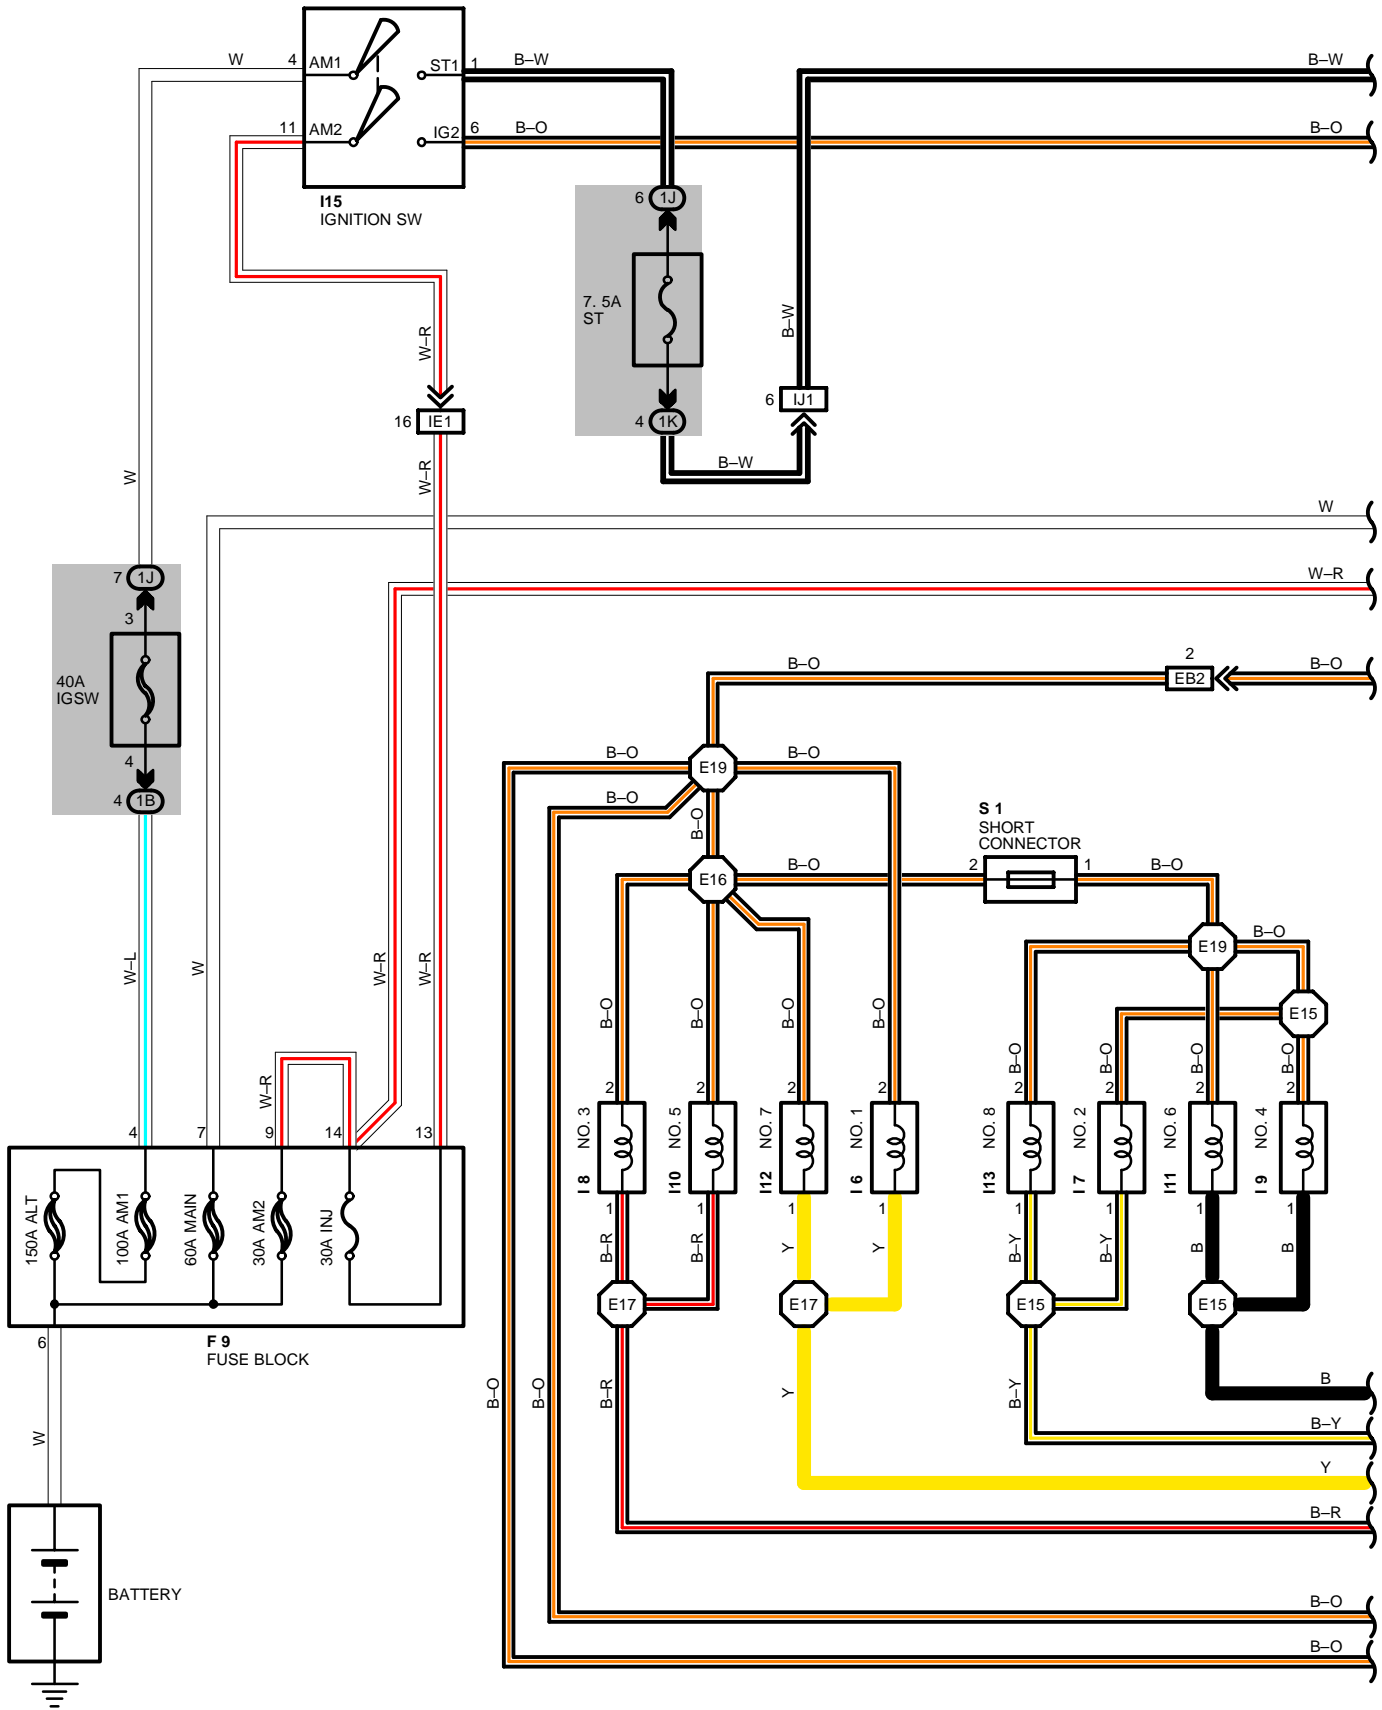 W
4
AM1
ST1
1
B–W
B–W
11
AM2
IG2
6
B–O
B–O
I15
IGNITION SW
6
1J
7. 5A
ST
B–W
W–R
16
IE1
6
IJ1
4
1K
W
W–R
B–W
W
7
1J
W–R
3
40A
IGSW
B–O
2
EB2
B–O
4
4
1B
B–O
E19
B–O
B–O
B–O
S 1
SHORT
CONNECTOR
E16
B–O
2
1
B–O
E19
B–O
W–L
W
W–R
W–R
B–O
B–O
B–O
B–O
E15
B–O
B–O
B–O
B–O
W–R
2
2
2
2
2
2
2
2
4
7
9
14
13
I 8
NO. 3
I10
NO. 5
I12
NO. 7
I 6
NO. 1
I13
NO. 8
I 7
NO. 2
I11
NO. 6
I 9
NO. 4
150A ALT
100A AM1
60A MAIN
30A AM2
30A INJ
1
1
1
1
1
1
1
1
B–R
B–R
Y
Y
B–Y
B–Y
B
B
E17
E17
E15
E15
6
F 9
FUSE BLOCK
B–O
B–O
B–R
Y
B–Y
B
W
B–Y
Y
B–R
BATTERY
B–O
B–O